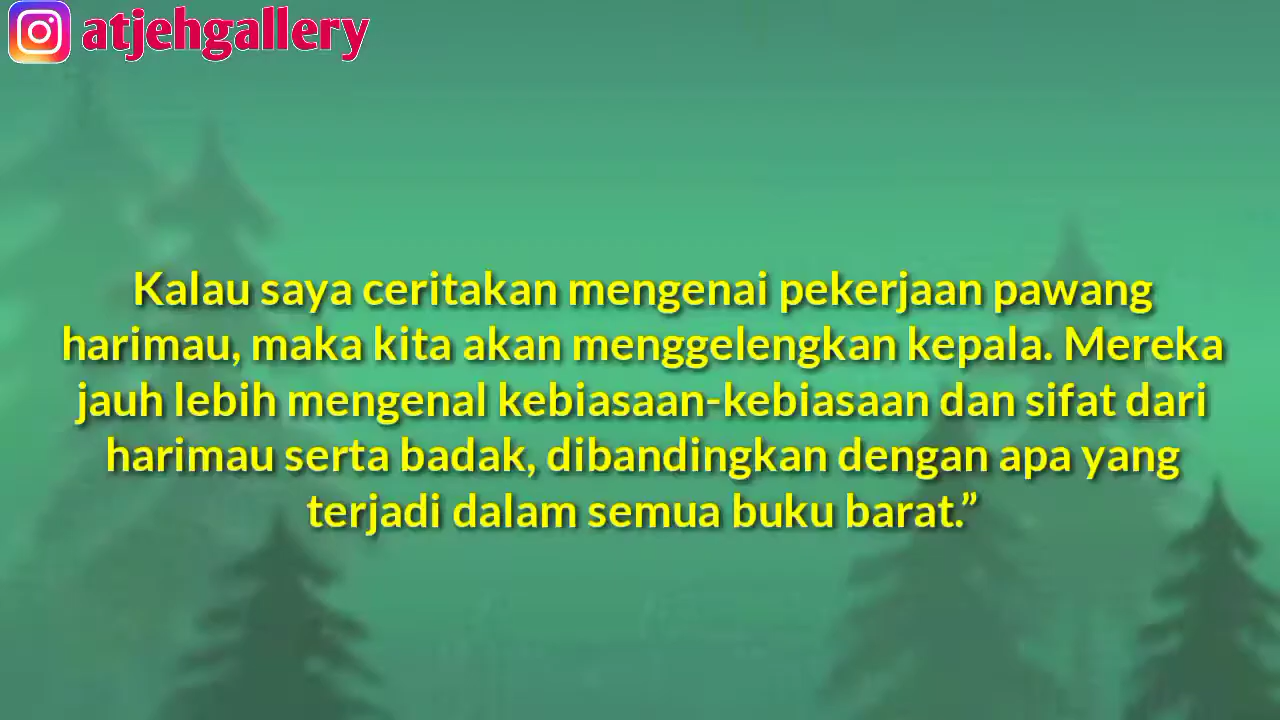 atjehgallery
Kalau saya ceritakan mengenai pekerjaan pawang
harimau, maka kita akan menggelengkan kepala. Mereka
jauh lebih mengenal kebiasaan-kebiasaan dan sifat dari
harimau serta badak, dibandingkan dengan apa yang
terjadi dalam semua buku barat.”